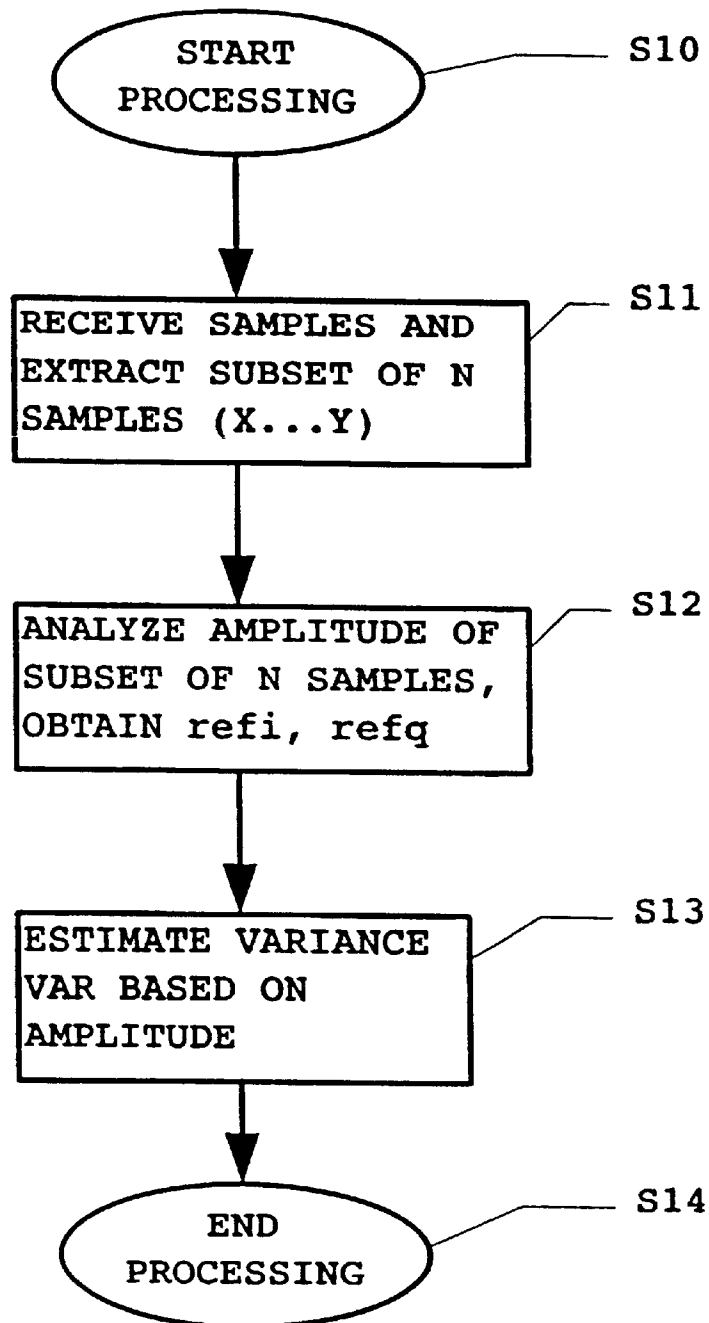 START
PROCESSING
S10
RECEIVE SAMPLES AND
EXTRACT SUBSET OF N
SAMPLES (X...Y)
S11
ANALYZE AMPLITUDE OF
SUBSET OF N SAMPLES,
OBTAIN refi, refq
S12
ESTIMATE VARIANCE
VAR BASED ON
AMPLITUDE
S13
END
PROCESSING
S14